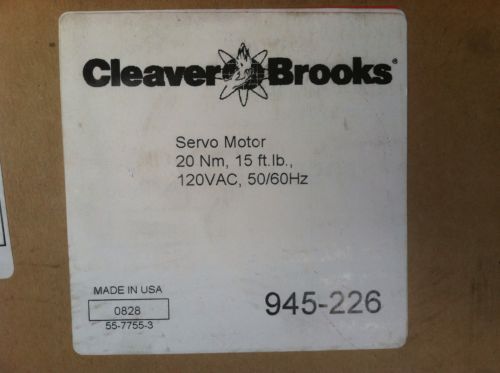 Cleaver Brooks®
Servo Motor
20 Nm, 15 ft.lb.,
120VAC, 50/60Hz
MADE IN USA
0828
55-7755-3
945-226